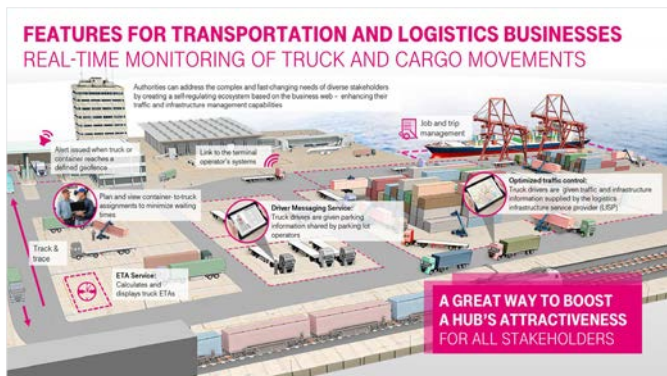 FEATURES FOR TRANSPORTATION AND LOGISTICS BUSINESSES
REAL-TIME MONITORING OF TRUCK AND CARGO MOVEMENTS
Authorities can address the complex and fast-changing needs of diverse stakeholders
by creating a self-regulating ecosystem based on the business web – enhancing their
traffic and infrastructure management capabilities
Job and trip
management
Alert issued when truck or
container reaches a
defined geofence
Link to the terminal
operator's systems
Optimized traffic control:
Truck drivers are given traffic and infrastructure
information supplied by the logistics
infrastructure service provider (LISP)
Plan and view container-to-truck
assignments to minimize waiting
times
Driver Messaging Service:
Truck drivers are given parking
information shared by parking lot
operators
Track &
trace
ETA Service:
Calculates and
displays truck ETAs
A GREAT WAY TO BOOST
A HUB'S ATTRACTIVENESS
FOR ALL STAKEHOLDERS